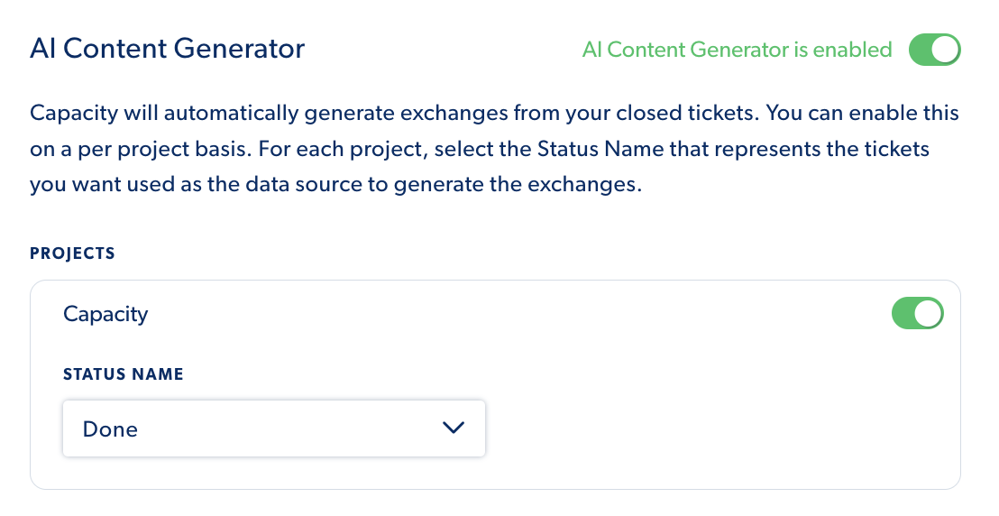 AI Content Generator
AI Content Generator is enabled
Capacity will automatically generate exchanges from your closed tickets. You can enable this
on a per project basis. For each project, select the Status Name that represents the tickets
you want used as the data source to generate the exchanges.
PROJECTS
Capacity
STATUS NAME
Done